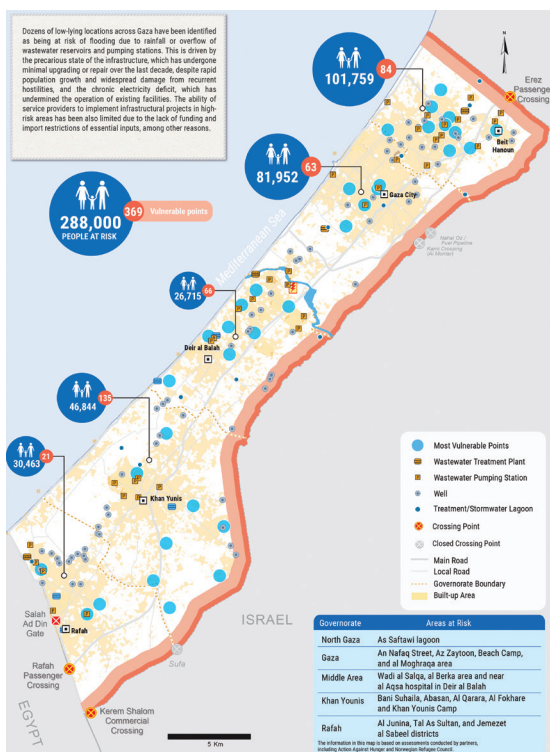 Dozens of low-lying locations across Gaza have been identified
as being at risk of flooding due to rainfall or overflow of
wastewater reservoirs and pumping stations. This is driven by
the precarious state of the infrastructure, which has undergone
minimal upgrading or repair over the last decade, despite rapid
population growth and widespread damage from recurrent
hostilities, and the chronic electricity deficit, which has
undermined the operation of existing facilities. The ability of
service providers to implement infrastructural projects in high-
risk areas has been also limited due to the lack of funding and
import restrictions of essential inputs, among other reasons.
101,759
84
Erez
Passenger
Crossing
Beit
Hanoun
81,952
63
Gaza City
288,000
PEOPLE AT RISK
369 Vulnerable points
Mediterranean Sea
Nahal Oz /
Fuel Pipeline
Karni Crossing
26,715
66
Deir al Balah
46,844
135
30,463
21
Khan Yunis
Salah
Ad Din
Gate
Rafah
Rafah
Passenger
Crossing
Kerem Shalom
Commercial
Crossing
Sufa
ISRAEL
EGYPT
5 Km
Most Vulnerable Points
Wastewater Treatment Plant
Wastewater Pumping Station
Well
Treatment/Stormwater Lagoon
Crossing Point
Closed Crossing Point
Main Road
Local Road
Governorate Boundary
Built-up Area
Governorate Areas at Risk
North Gaza As Saftawi lagoon
Gaza An Nafaq Street, Az Zaytoon, Beach Camp,
and al Moghraqa area
Middle Area Wadi al Salqa, al Berka area and near
al Aqsa hospital in Deir al Balah
Khan Younis Bani Suhaila, Abasan, Al Qarara, Al Fokhare
and Khan Younis Camp
Rafah Al Junina, Tal As Sultan, and Jemezet
al Sabeel districts
The information in this map is based on assessments conducted by partners,
including Action Against Hunger and Norwegian Refugee Council.